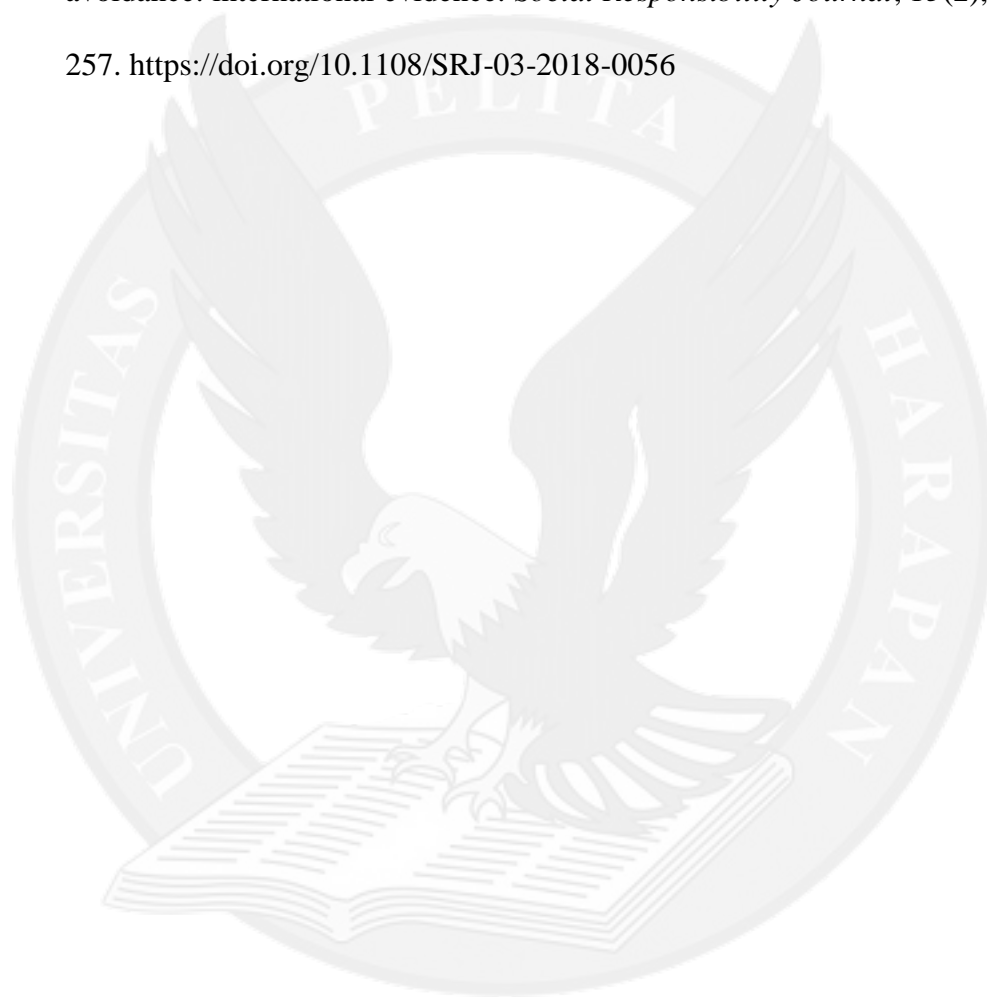 avoidance: international evidence. Social Responsibility Journal, 15(2),
257. https://doi.org/10.1108/SRJ-03-2018-0056
UNIVERSITAS PELITA HARAPAN